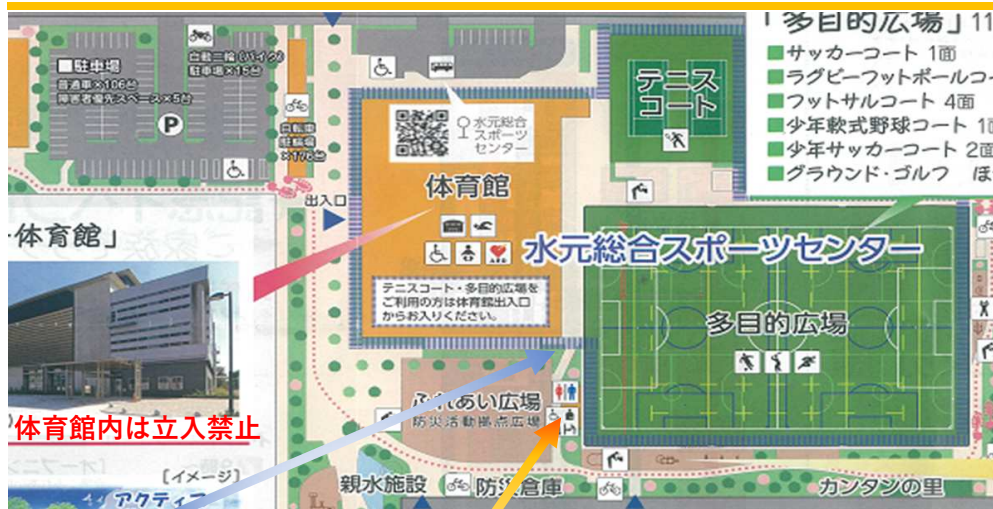 「多目的広場」11
■サッカーコート 1面
■ラグビーフットボールコー
■フットサルコート 4面
■少年軟式野球コート 1面
■少年サッカーコート 2面
■グラウンド・ゴルフ ほ
■駐車場
普通車×106台
障害者優先スペース×5台
P
自動二輪(バイク)
駐車場×15台
自転車
駐輪場
×176台
水元総合
スポーツ
センター
テニス
コート
出入口
体育館
体育館」
水元総合スポーツセンター
テニスコート・多目的広場を
ご利用の方は体育館出入口
からお入りください。
多目的広場
体育館内は立入禁止
ふれあい広場
防災活動拠点広場
[イメージ]
親水施設
防災倉庫
カンタンの里
アクティブ